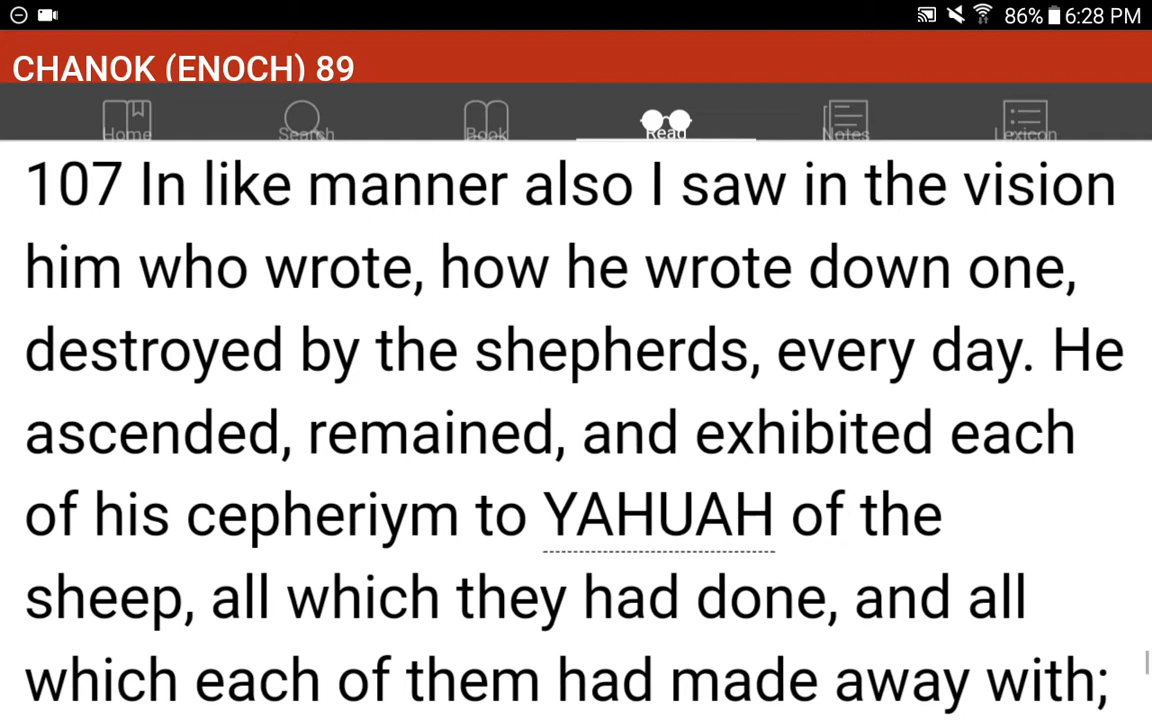 86% 6:28 PM
CHANOK (ENOCH) 89
Home Search Book Read Notes Lexicon
107 In like manner also I saw in the vision
him who wrote, how he wrote down one,
destroyed by the shepherds, every day. He
ascended, remained, and exhibited each
of his cepheriym to YAHUAH of the
sheep, all which they had done, and all
which each of them had made away with;